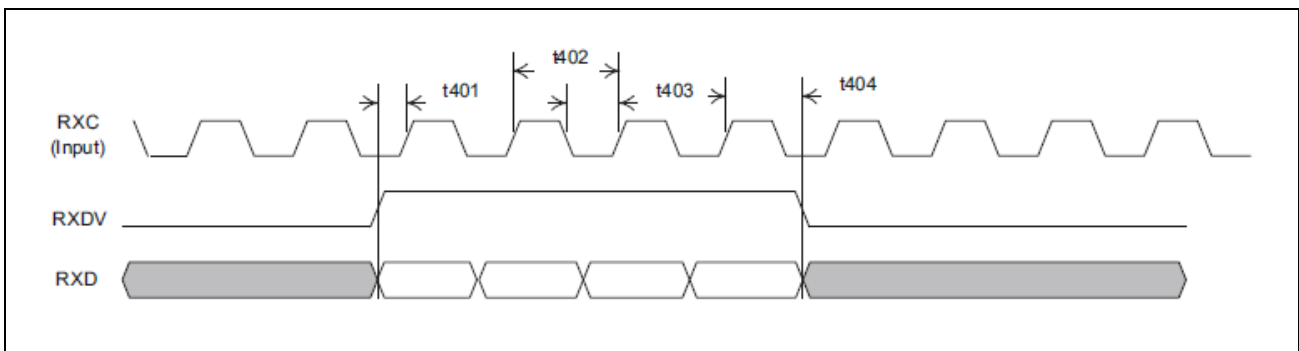 t402
t401
t403
t404
RXC
(Input)
RXDV
RXD